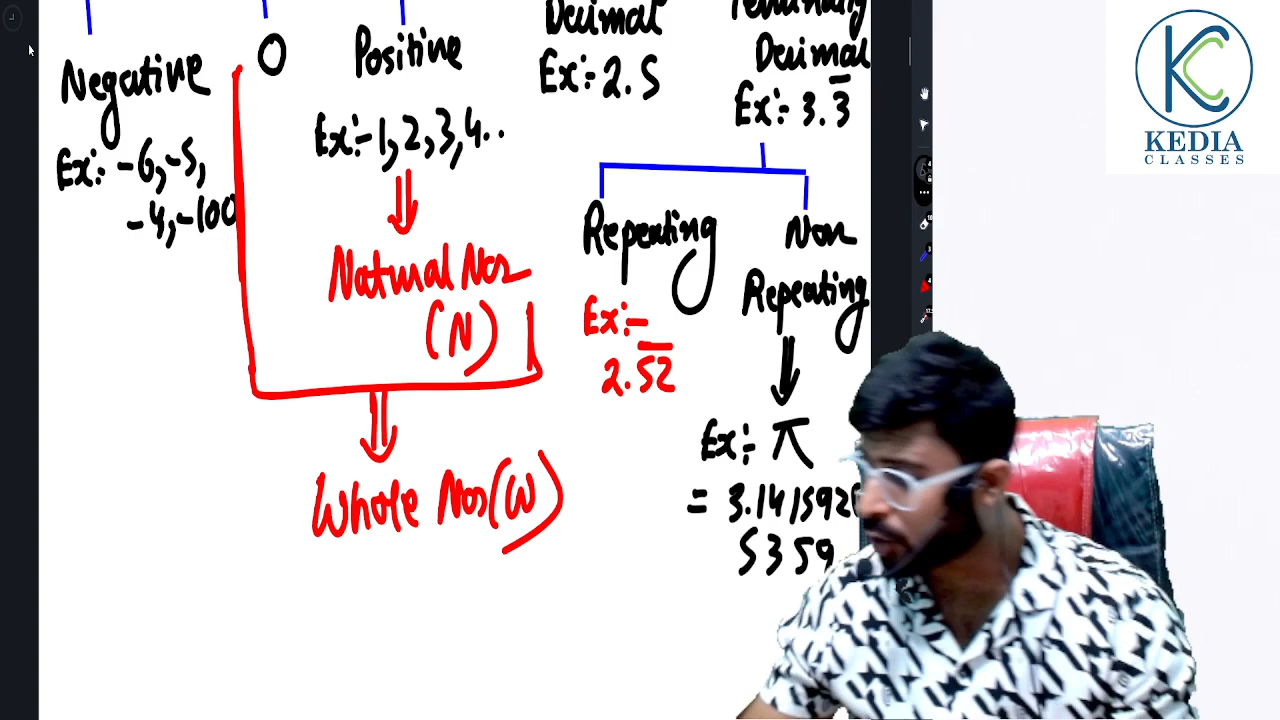 Negative
Ex:- -6,-5,
-4,-100
0
Positive
Ex:- 1,2,3,4..
Natural Nos
(N)
Whole Nos(W)
Decimal
Ex:- 2.5
Decimal
Ex:- 3.3̅
Repeating
Ex:-
2.5̅2̅
Non
Repeating
Ex:- π
= 3.141592
5359
KC
KEDIA
CLASSES